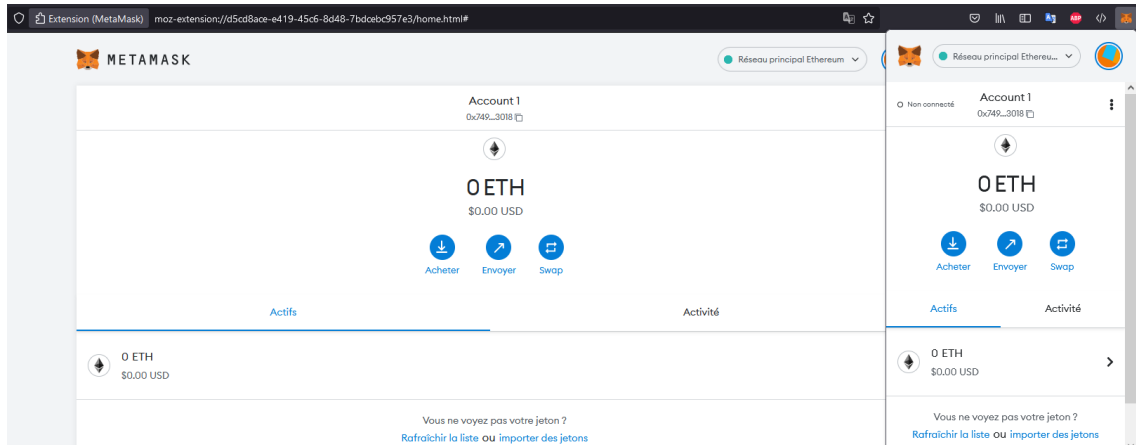 Extension (MetaMask) moz-extension://d5cd8ace-e419-45c6-8d48-7bdcebc957e3/home.html#
ABP
METAMASK
Réseau principal Ethereum
Account 1
0x749...3018
0 ETH
$0.00 USD
Acheter Envoyer Swap
Actifs Activité
0 ETH
$0.00 USD
Vous ne voyez pas votre jeton ?
Rafraîchir la liste ou importer des jetons
Réseau principal Ethereu...
Non connecté
Account 1
0x749...3018
0 ETH
$0.00 USD
Acheter Envoyer Swap
Actifs Activité
0 ETH
$0.00 USD
Vous ne voyez pas votre jeton ?
Rafraîchir la liste ou importer des jetons